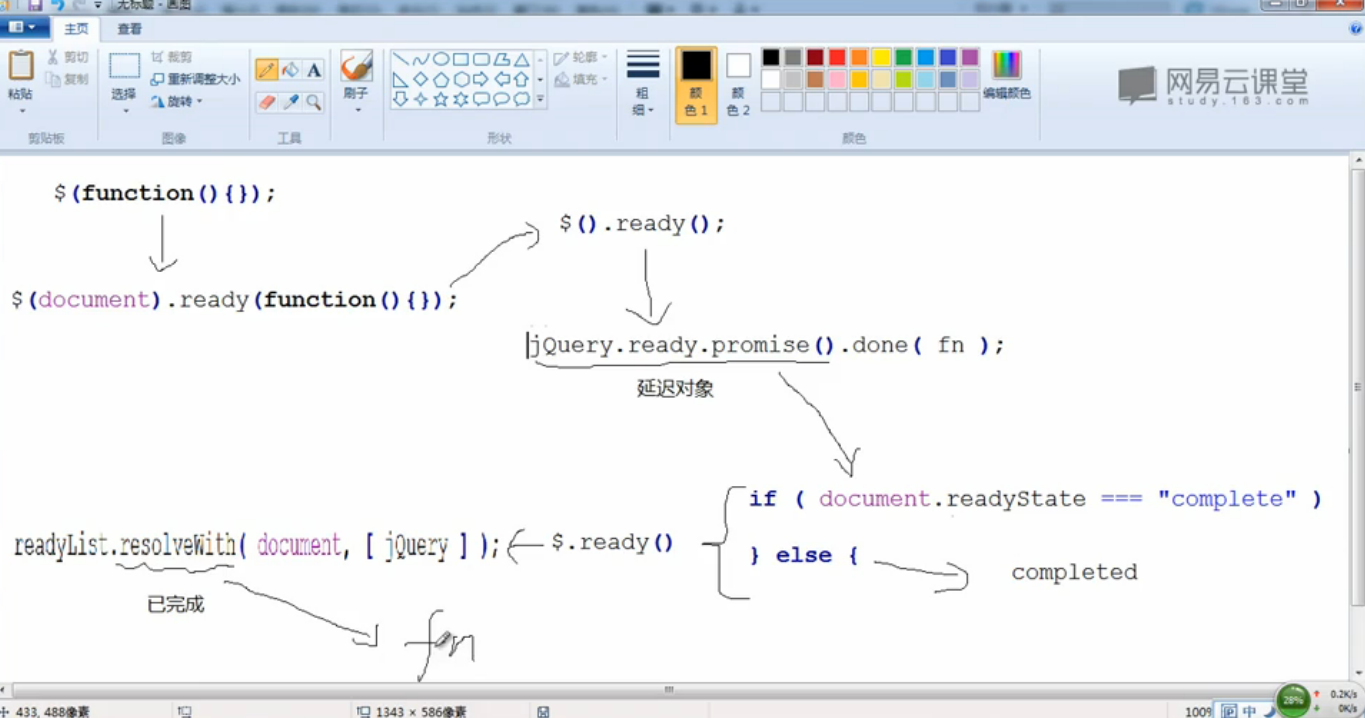 无标题 - 画图
主页 查看
粘贴 剪切 复制 选择 裁剪 重新调整大小 旋转 刷子 轮廓 填充 粗细 颜色 1 颜色 2 编辑颜色
剪贴板 图像 工具 形状 颜色
网易云课堂
study.163.com
$(function(){});
$().ready();
$(document).ready(function(){});
jQuery.ready.promise().done( fn );
延迟对象
if ( document.readyState === "complete" )
readyList.resolveWith( document, [ jQuery ] );
$.ready()
} else {
completed
已完成
fn
433, 488像素 1343 × 586像素 100%
28% 0.2K/s
0K/s
中